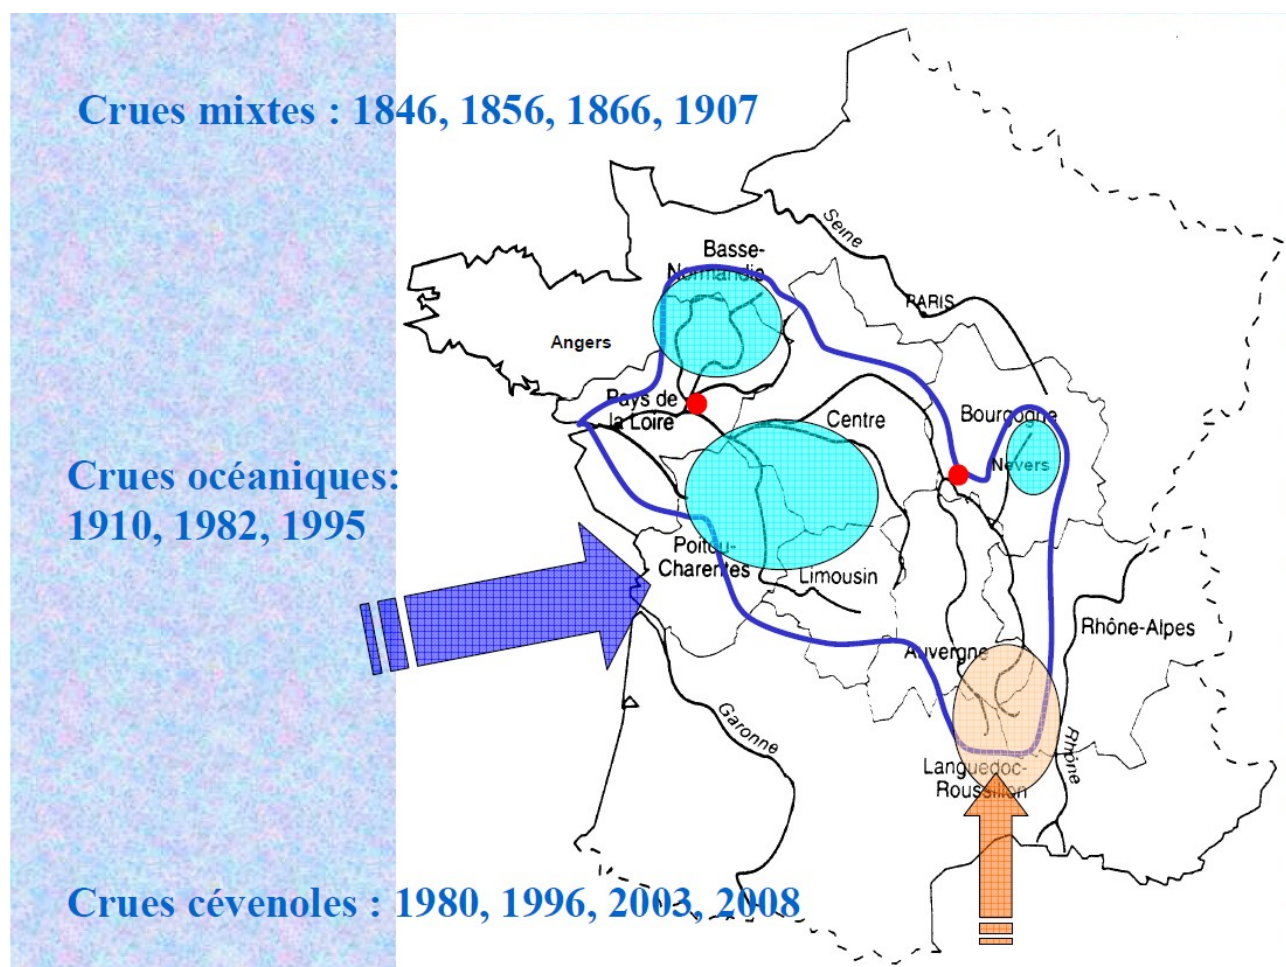 Crues mixtes : 1846, 1856, 1866, 1907
Seine
Basse-
Normandie
PARIS
Angers
Pays de
la Loire
Centre
Bourgogne
Nevers
Crues océaniques:
1910, 1982, 1995
Poitou-
Charentes
Limousin
Rhône-Alpes
Auvergne
Garonne
Rhône
Languedoc-
Roussillon
Crues cévenoles : 1980, 1996, 2003, 2008